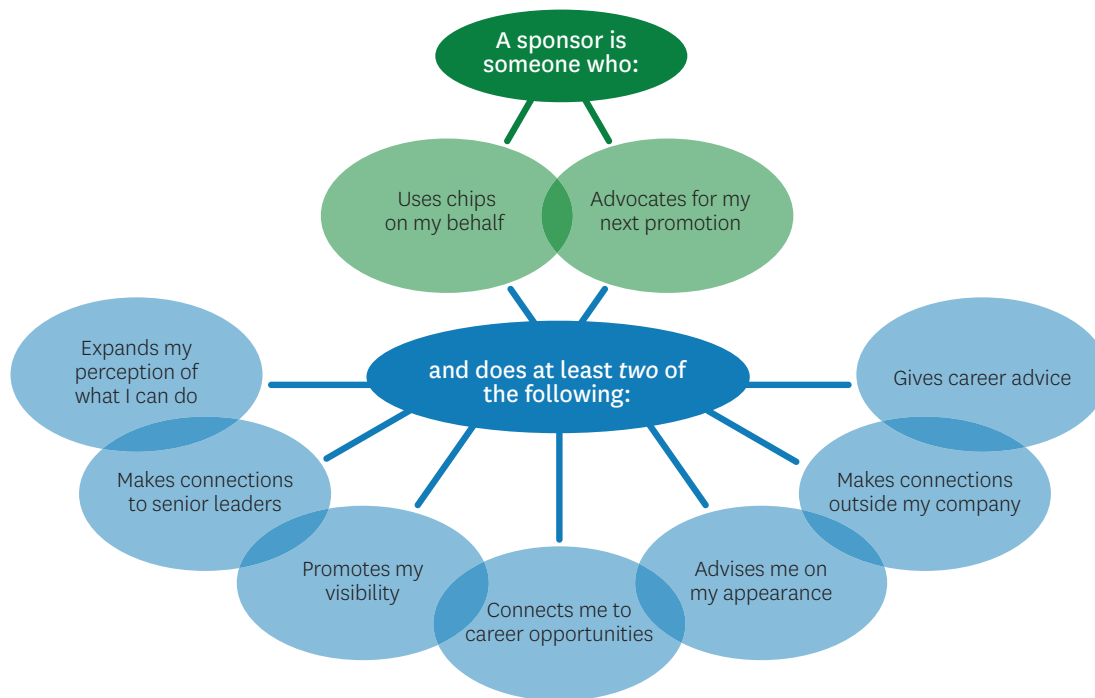 A sponsor is
someone who:
Uses chips
on my behalf
Advocates for my
next promotion
and does at least two of
the following:
Expands my
perception of
what I can do
Makes connections
to senior leaders
Promotes my
visibility
Connects me to
career opportunities
Advises me on
my appearance
Makes connections
outside my company
Gives career advice